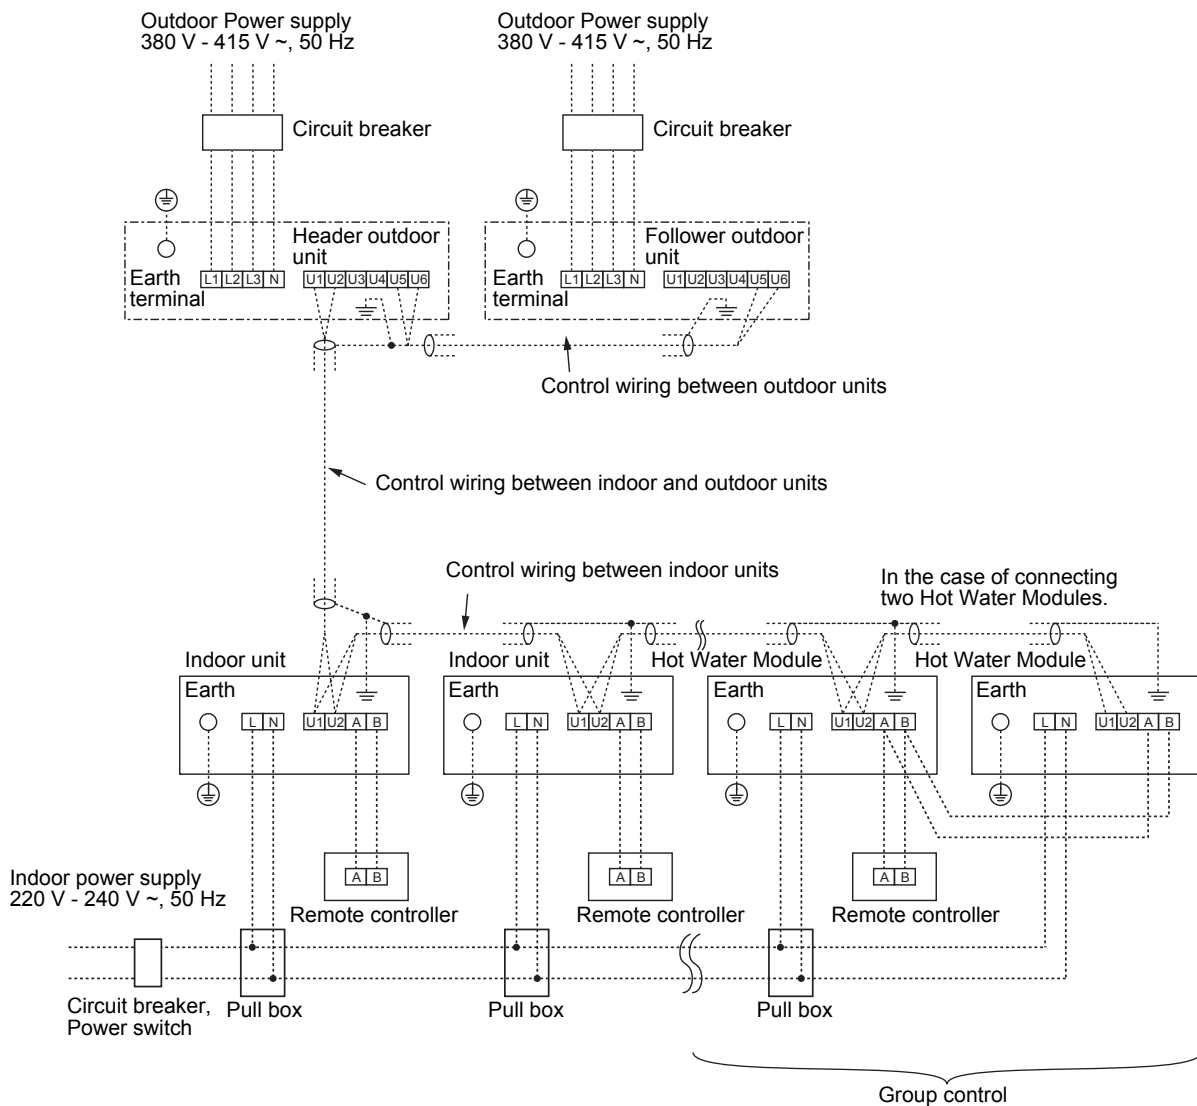 Outdoor Power supply
380 V - 415 V ~, 50 Hz
Outdoor Power supply
380 V - 415 V ~, 50 Hz
Circuit breaker
Circuit breaker
Header outdoor
unit
Earth
terminal
L1 L2 L3 N
U1 U2 U3 U4 U5 U6
Follower outdoor
unit
Earth
terminal
L1 L2 L3 N
U1 U2 U3 U4 U5 U6
Control wiring between outdoor units
Control wiring between indoor and outdoor units
Control wiring between indoor units
In the case of connecting
two Hot Water Modules.
Indoor unit
Indoor unit
Hot Water Module
Hot Water Module
Earth
L N
U1 U2 A B
Earth
L N
U1 U2 A B
Earth
L N
U1 U2 A B
Earth
L N
U1 U2 A B
A B
A B
A B
Remote controller
Remote controller
Remote controller
Indoor power supply
220 V - 240 V ~, 50 Hz
Circuit breaker,
Power switch
Pull box
Pull box
Pull box
Group control